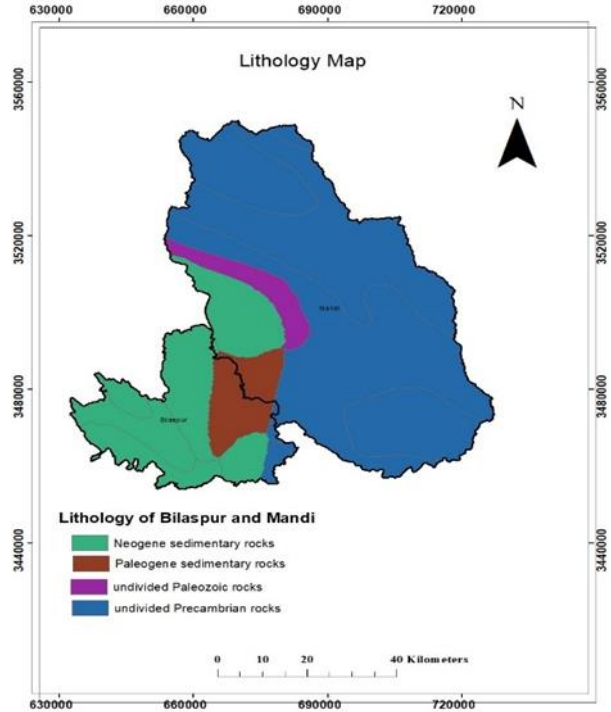 630000 660000 690000 720000
Lithology Map
N
3560000 3560000
3520000 3520000
Mandi
3480000 3480000
Bilaspur
Lithology of Bilaspur and Mandi
Neogene sedimentary rocks
Paleogene sedimentary rocks
undivided Paleozoic rocks
undivided Precambrian rocks
3440000 3440000
0 5 10 20 30 40 Kilometers
630000 660000 690000 720000